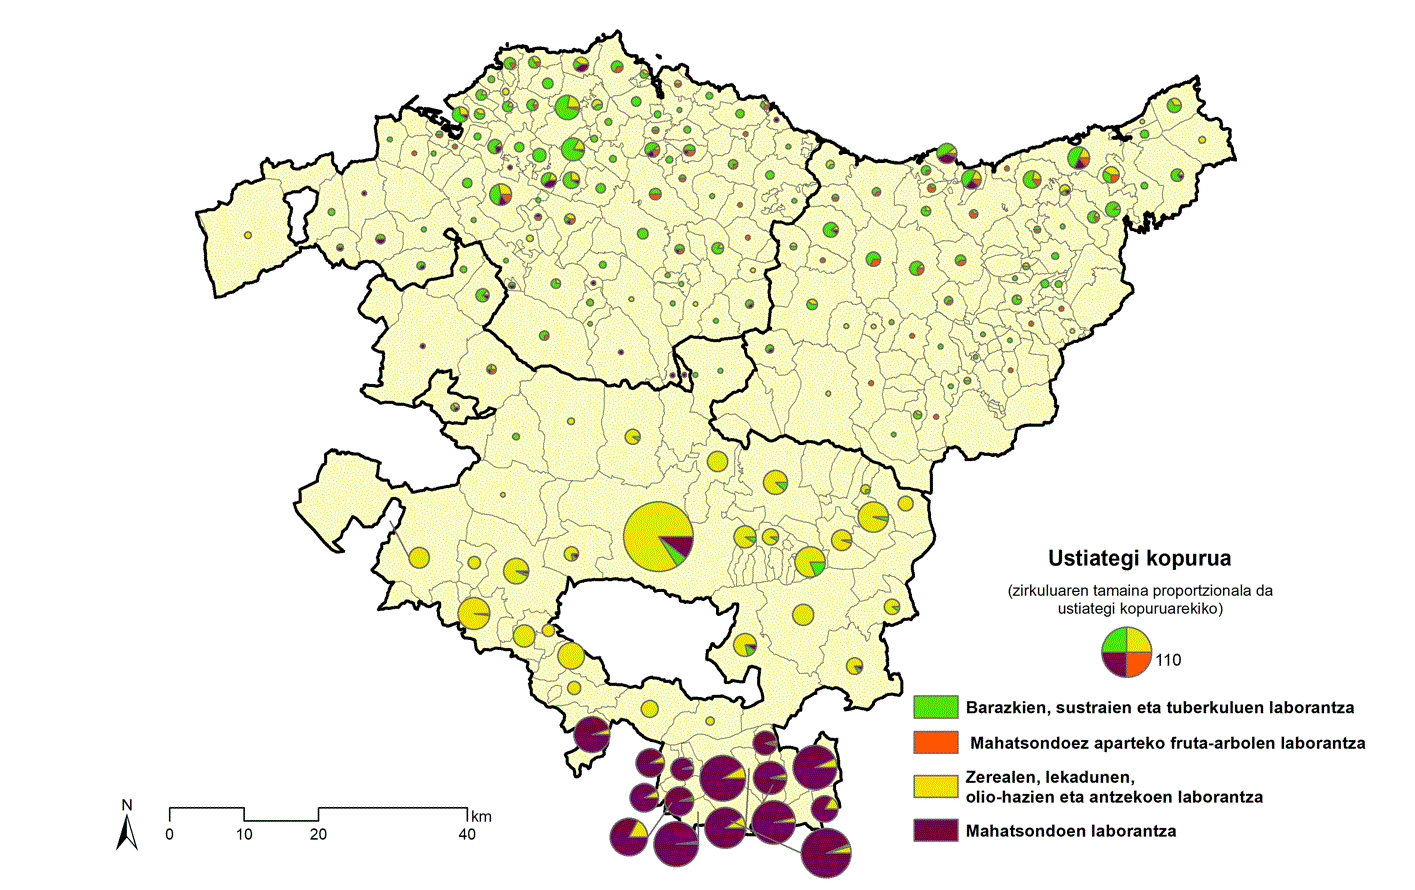 Ustiategi kopurua
(zirkuluaren tamaina proportzionala da
ustiategi kopuruarekiko)
110
Barazkien, sustraien eta tuberkuluen laborantza
Mahatsondoez aparteko fruta-arbolen laborantza
Zerealen, lekadunen,
olio-hazien eta antzekoen laborantza
Mahatsondoen laborantza
N
0 10 20 40 km